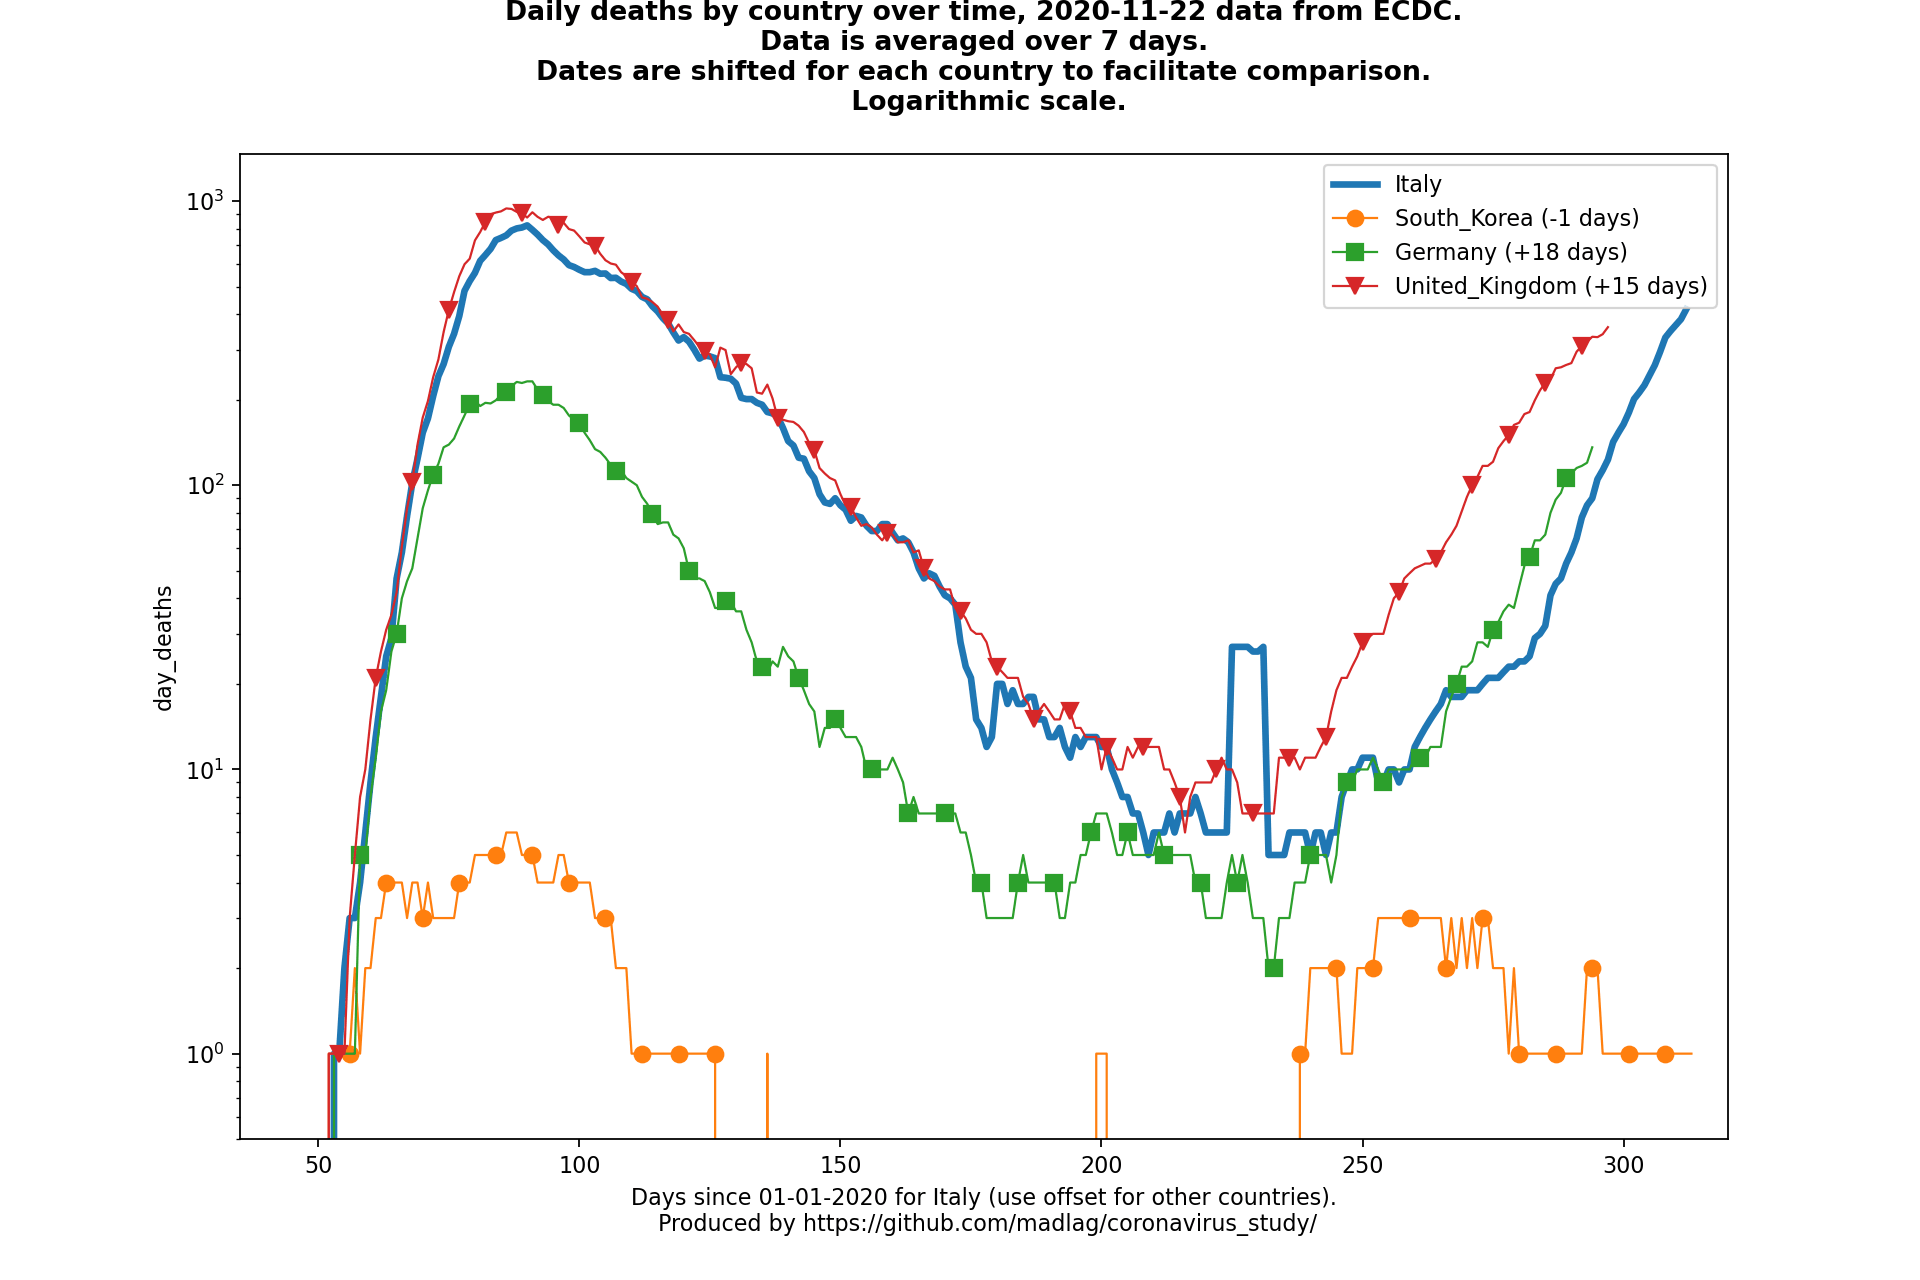 Daily deaths by country over time, 2020-11-22 data from ECDC.
Data is averaged over 7 days.
Dates are shifted for each country to facilitate comparison.
Logarithmic scale.
Italy
South_Korea (-1 days)
Germany (+18 days)
United_Kingdom (+15 days)
10³
10²
10¹
10⁰
day_deaths
50 100 150 200 250 300
Days since 01-01-2020 for Italy (use offset for other countries).
Produced by https://github.com/madlag/coronavirus_study/